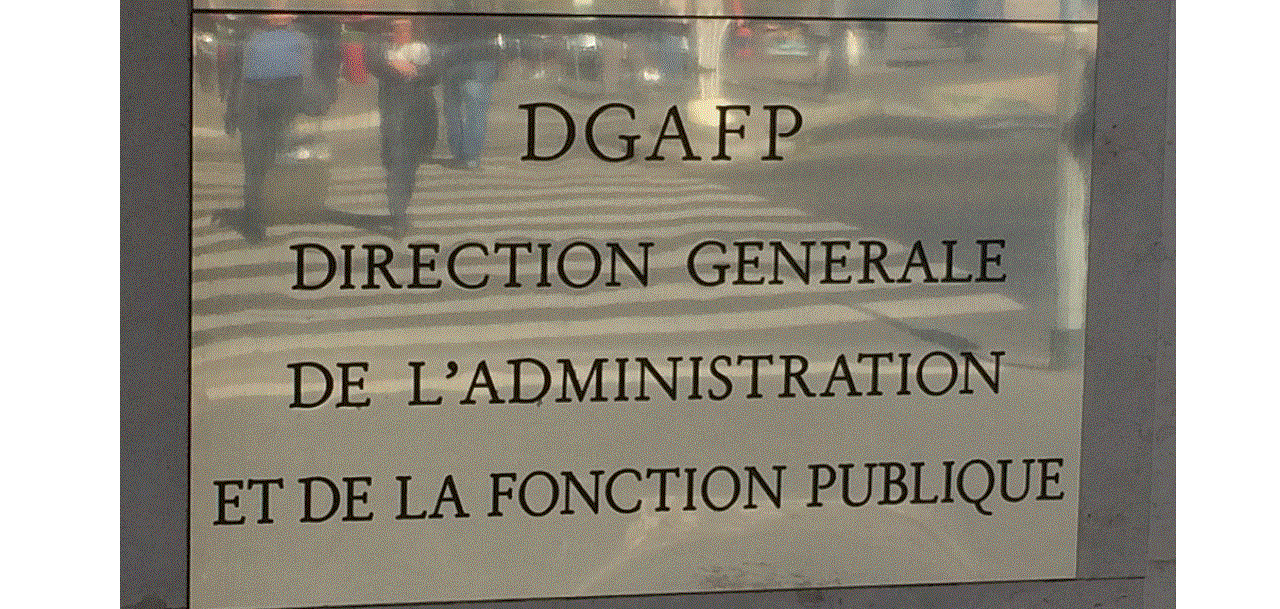 DGAFP
DIRECTION GENERALE
DE L'ADMINISTRATION
ET DE LA FONCTION PUBLIQUE